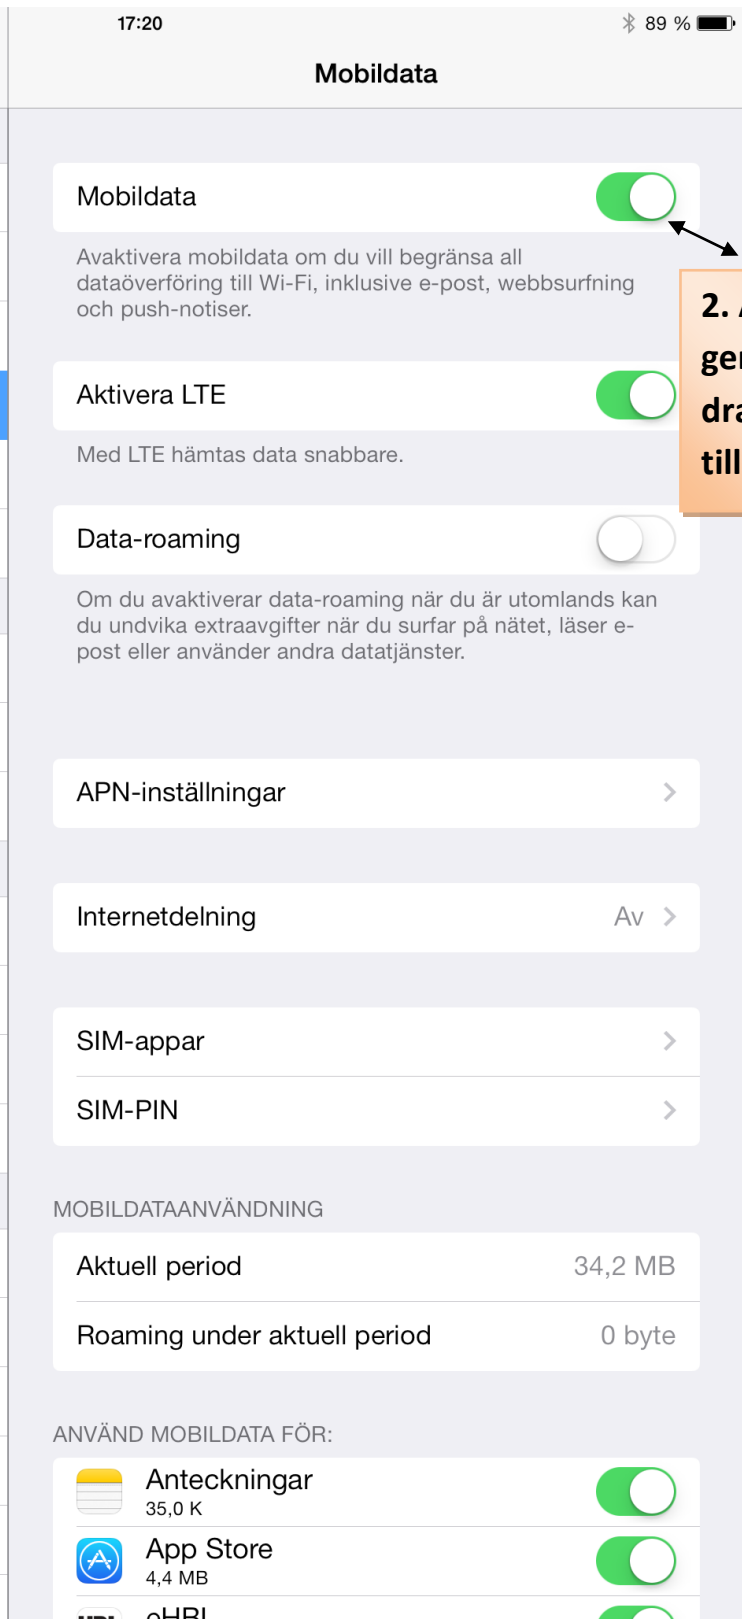 17:20
89 %
Mobildata
Mobildata
Avaktivera mobildata om du vill begränsa all
dataöverföring till Wi-Fi, inklusive e-post, webbsurfning
och push-notiser.
2.
till
Aktivera LTE
Med LTE hämtas data snabbare.
Data-roaming
Om du avaktiverar data-roaming när du är utomlands kan
du undvika extraavgifter när du surfar på nätet, läser e-
post eller använder andra datatjänster.
APN-inställningar
Internetdelning Av
SIM-appar
SIM-PIN
MOBILDATAANVÄNDNING
Aktuell period 34,2 MB
Roaming under aktuell period 0 byte
ANVÄND MOBILDATA FÖR:
Anteckningar
35,0 K
App Store
4,4 MB